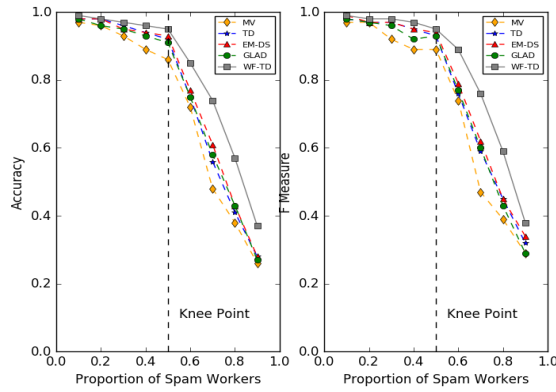 1.0
0.8
0.6
0.4
0.2
0.0
Accuracy
0.0 0.2 0.4 0.6 0.8 1.0
Proportion of Spam Workers
MV
TD
EM-DS
GLAD
WF-TD
Knee Point
1.0
0.8
0.6
0.4
0.2
0.0
F Measure
0.0 0.2 0.4 0.6 0.8 1.0
Proportion of Spam Workers
MV
TD
EM-DS
GLAD
WF-TD
Knee Point